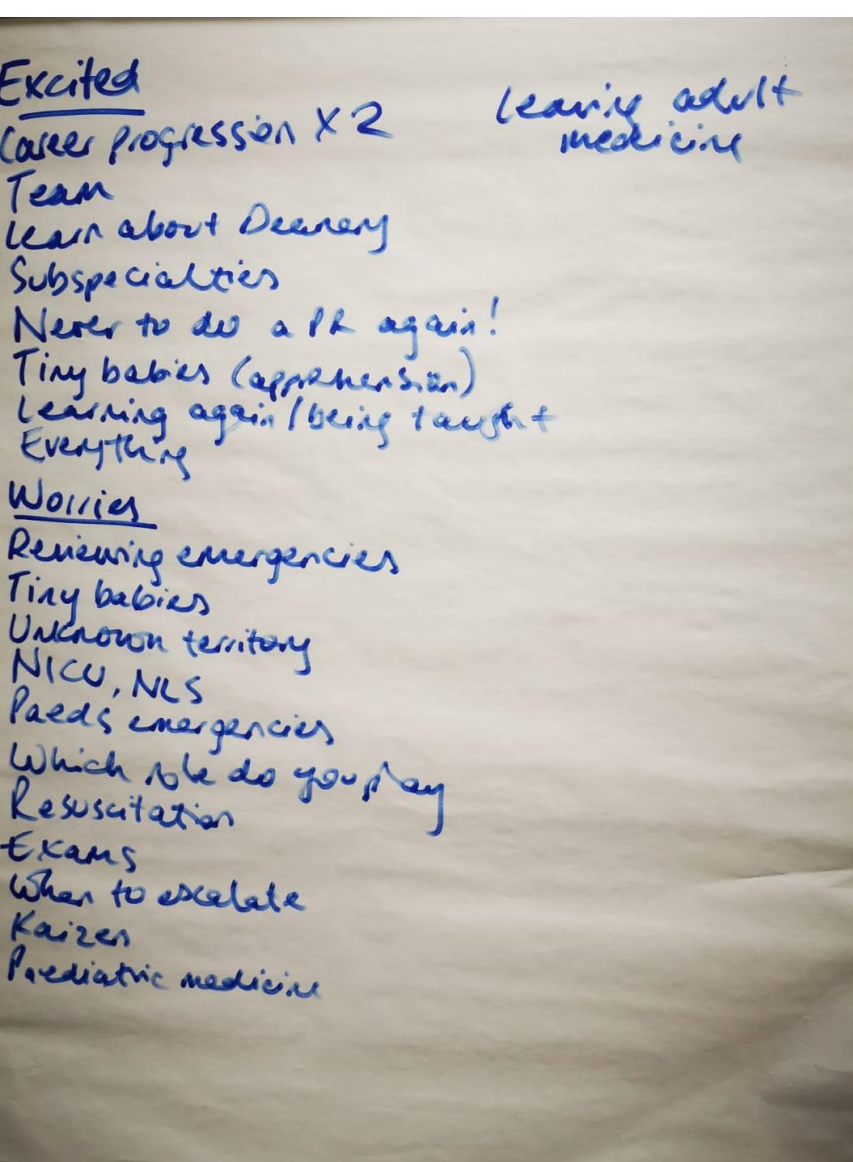 Excited
Career progression X 2
leaving adult
medicine
Team
Learn about Deanery
Subspecialties
Never to do a PR again!
Tiny babies (apprehension)
Learning again/being taught
Everything
Worries
Reviewing emergencies
Tiny babies
Unknown territory
NICU, NLS
Paeds emergencies
Which role do you play
Resuscitation
Exams
When to escalate
Kaizen
Paediatric medicine